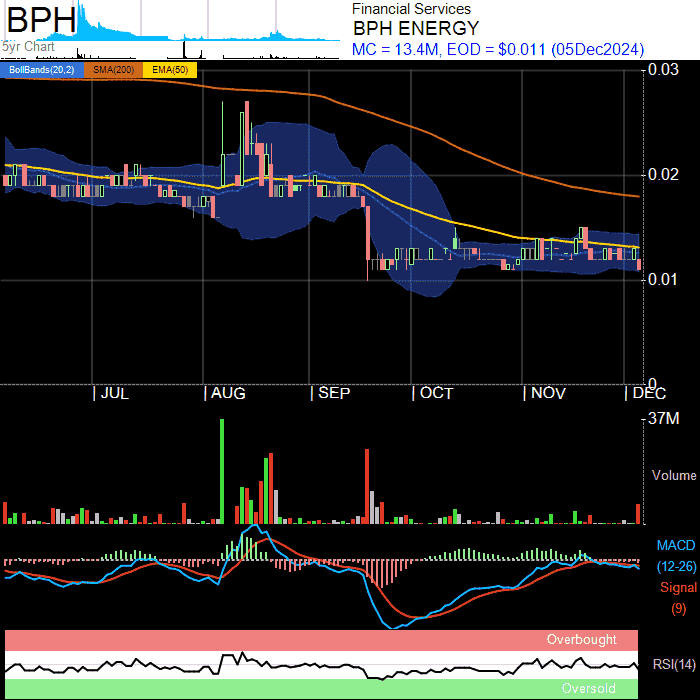 BPH
5yr Chart
Financial Services
BPH ENERGY
MC = 13.4M, EOD = $0.011 (05Dec2024)
BollBands(20,2) SMA(200) EMA(50)
0.03
0.02
0.01
0
| JUL | AUG | SEP | OCT | NOV | DEC
37M
Volume
MACD
(12-26)
Signal
(9)
Overbought
RSI(14)
Oversold